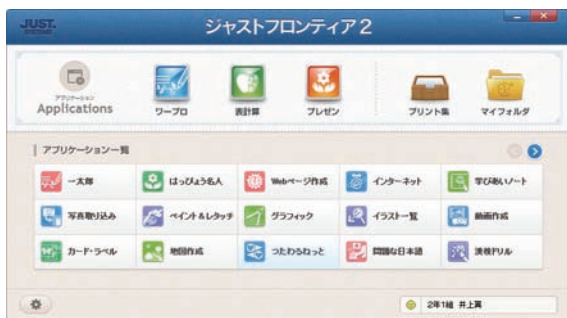 JUST.
SYSTEMS
ジャストフロンティア2
アプリケーション
Applications
ワープロ
表計算
プレゼン
プリント集
マイフォルダ
アプリケーション一覧
一太郎
はっぴょう名人
Webページ作成
インターネット
学びあいノート
写真取り込み
ペイント&レタッチ
グラフィック
イラスト一覧
動画作成
カード・ラベル
地図作成
つたわるねっと
問題な日本語
漢検ドリル
2年1組 井上翼